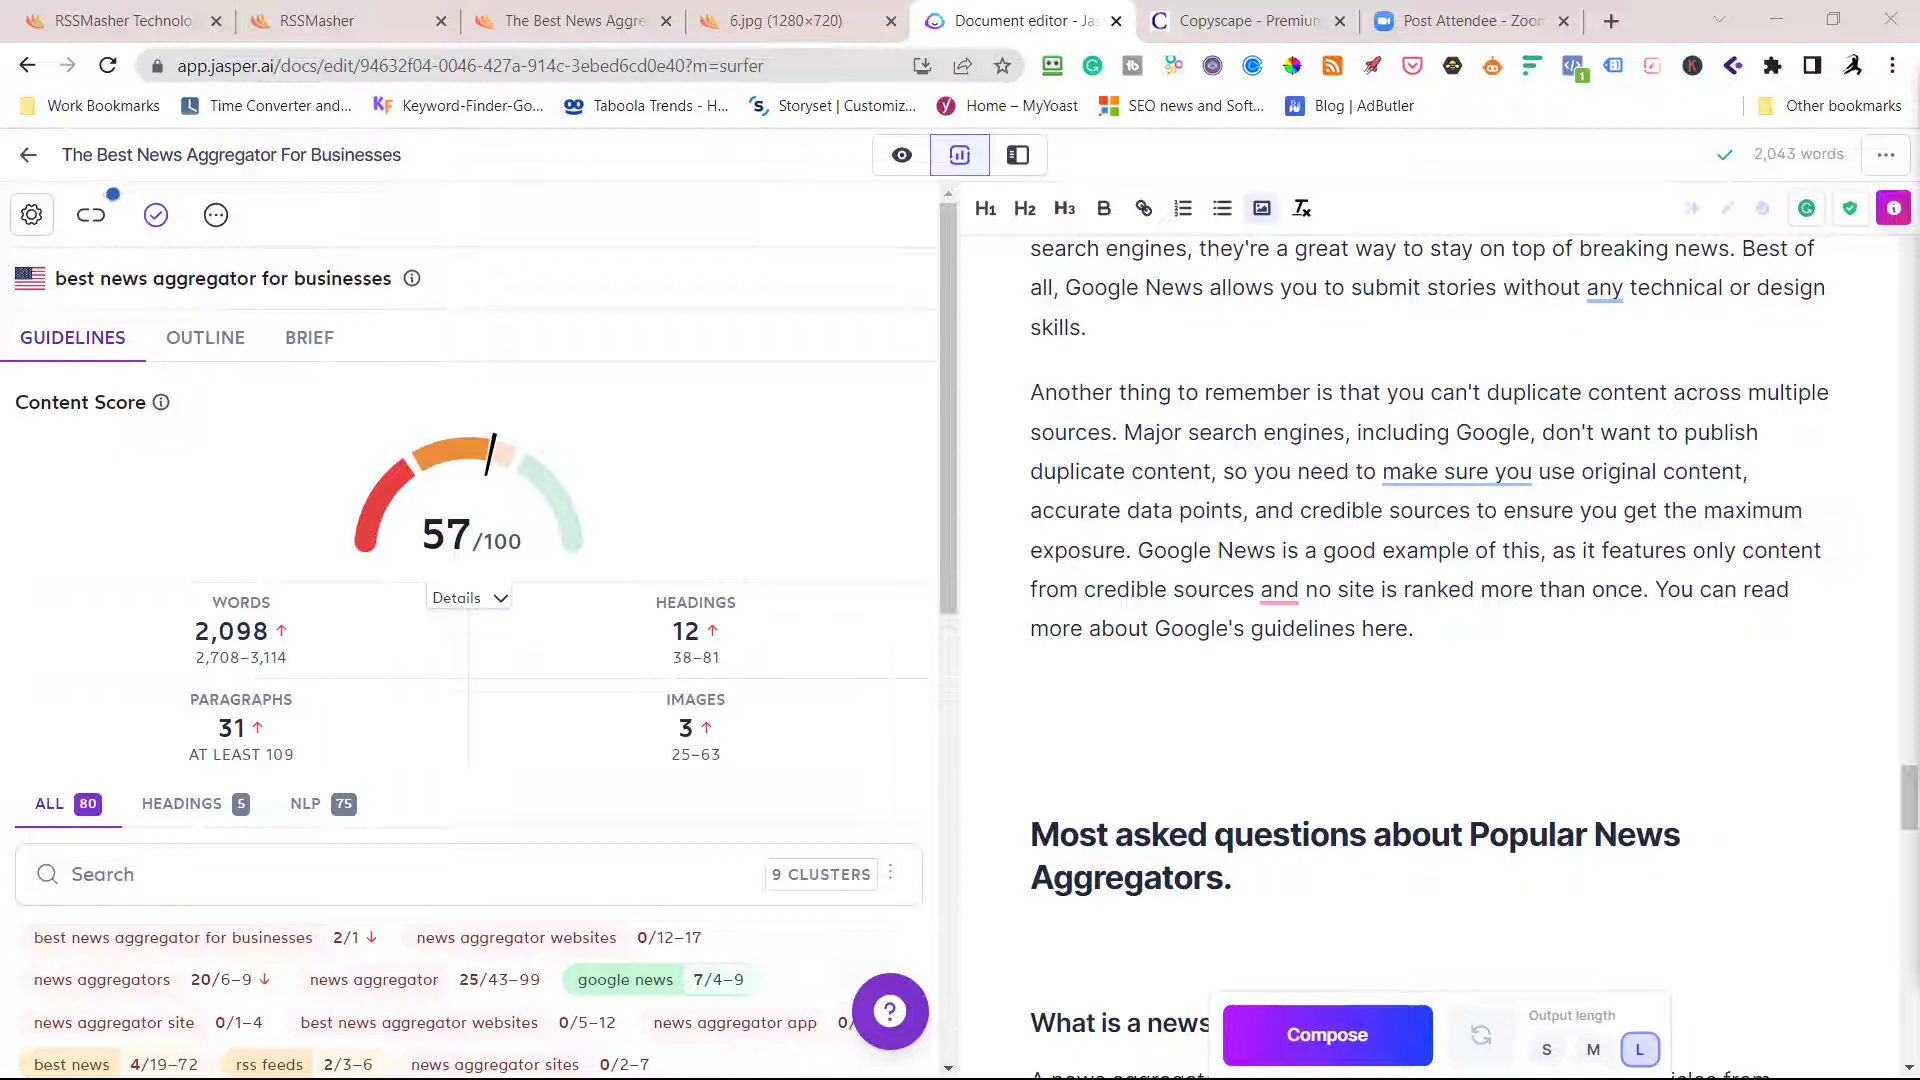 RSSMasher Technolo
RSSMasher
The Best News Aggre
6.jpg (1280×720)
Document editor - Jas
Copyscape - Premium
Post Attendee - Zoom
app.jasper.ai/docs/edit/94632f04-0046-427a-914c-3ebed6cd0e40?m=surfer
Work Bookmarks
Time Converter and...
Keyword-Finder-Go...
Taboola Trends - H...
Storyset | Customiz...
Home – MyYoast
SEO news and Soft...
Blog | AdButler
Other bookmarks
The Best News Aggregator For Businesses
2,043 words
best news aggregator for businesses
GUIDELINES
OUTLINE
BRIEF
Content Score
57/100
Details
WORDS
2,098
2,708–3,114
HEADINGS
12
38–81
PARAGRAPHS
31
AT LEAST 109
IMAGES
3
25–63
ALL 80
HEADINGS 5
NLP 75
Search
9 CLUSTERS
best news aggregator for businesses 2/1
news aggregator websites 0/12–17
news aggregators 20/6–9
news aggregator 25/43–99
google news 7/4–9
news aggregator site 0/1–4
best news aggregator websites 0/5–12
news aggregator app 0/
best news 4/19–72
rss feeds 2/3–6
news aggregator sites 0/2–7
H1 H2 H3 B
search engines, they're a great way to stay on top of breaking news. Best of
all, Google News allows you to submit stories without any technical or design
skills.
Another thing to remember is that you can't duplicate content across multiple
sources. Major search engines, including Google, don't want to publish
duplicate content, so you need to make sure you use original content,
accurate data points, and credible sources to ensure you get the maximum
exposure. Google News is a good example of this, as it features only content
from credible sources and no site is ranked more than once. You can read
more about Google's guidelines here.
Most asked questions about Popular News
Aggregators.
What is a news
Compose
Output length
S M L